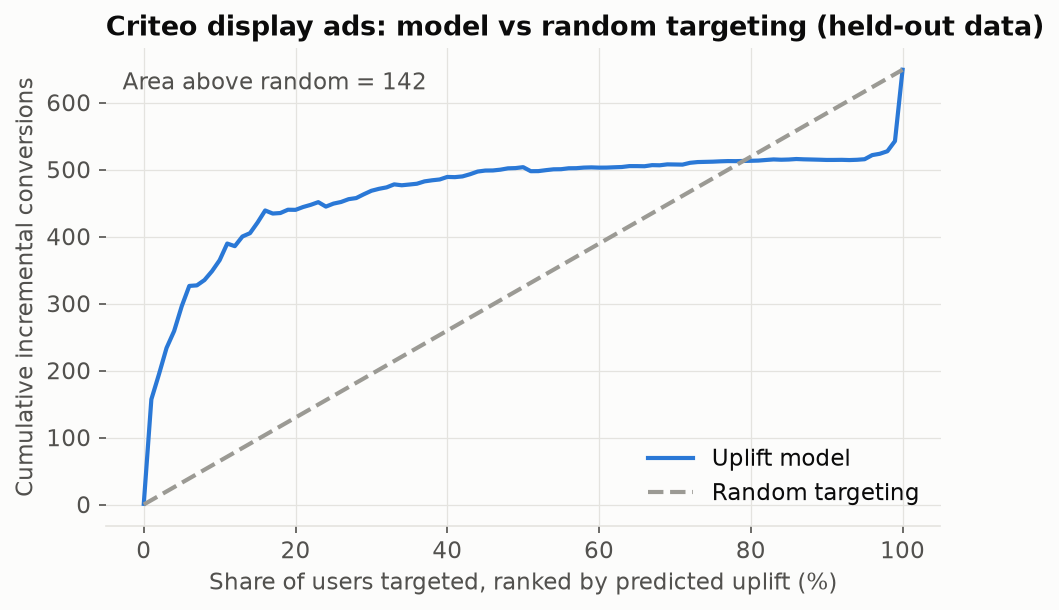 Criteo display ads: model vs random targeting (held-out data)
Area above random = 142
Cumulative incremental conversions
600
500
400
300
200
100
0
Uplift model
Random targeting
0 20 40 60 80 100
Share of users targeted, ranked by predicted uplift (%)